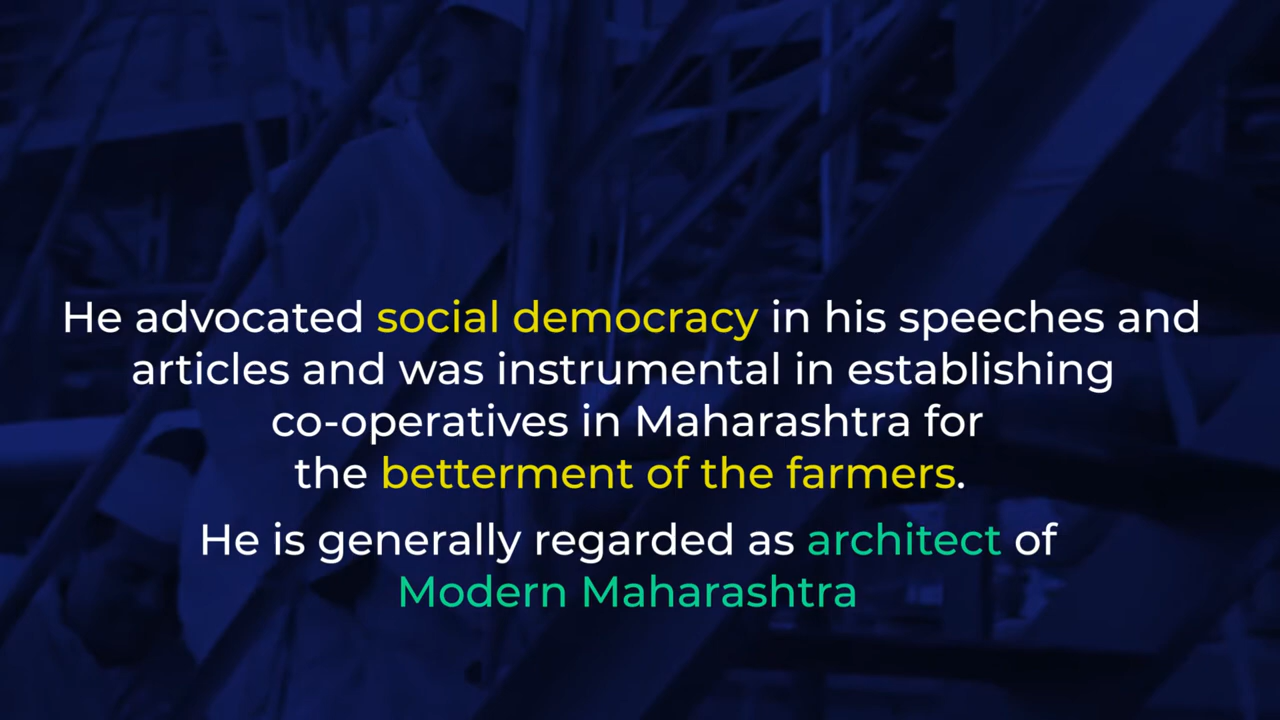 He advocated social democracy in his speeches and
articles and was instrumental in establishing
co-operatives in Maharashtra for
the betterment of the farmers.
He is generally regarded as architect of
Modern Maharashtra